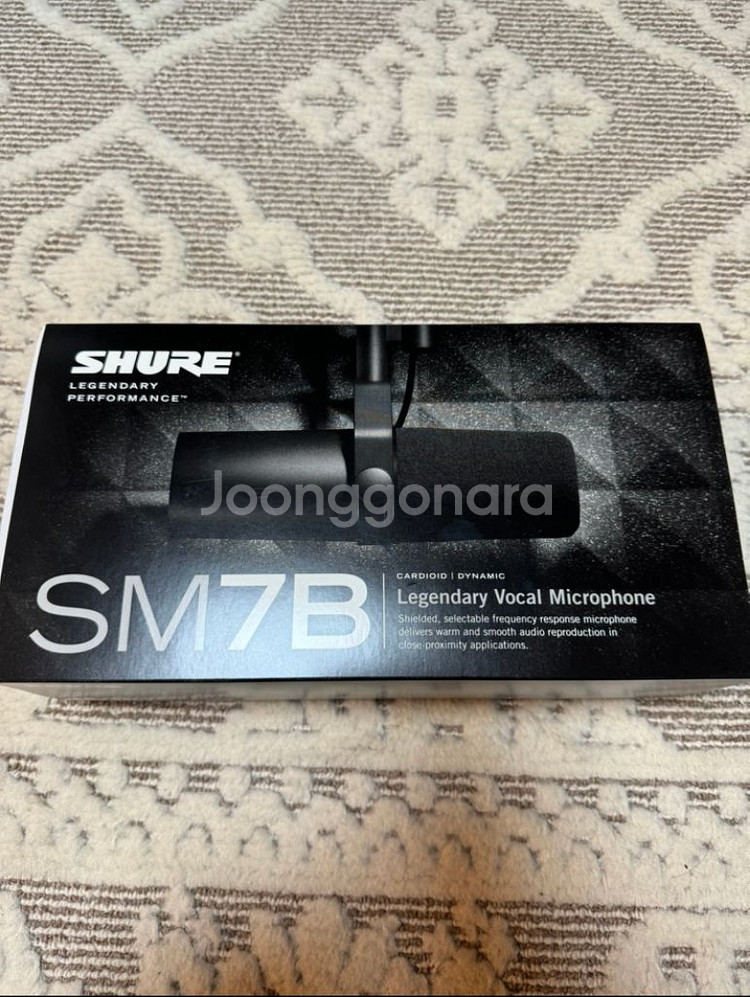 SHURE®
LEGENDARY
PERFORMANCE™
Joonggonara
SM7B
CARDIOID | DYNAMIC
Legendary Vocal Microphone
Shielded, selectable frequency response microphone
delivers warm and smooth audio reproduction in
close-proximity applications.